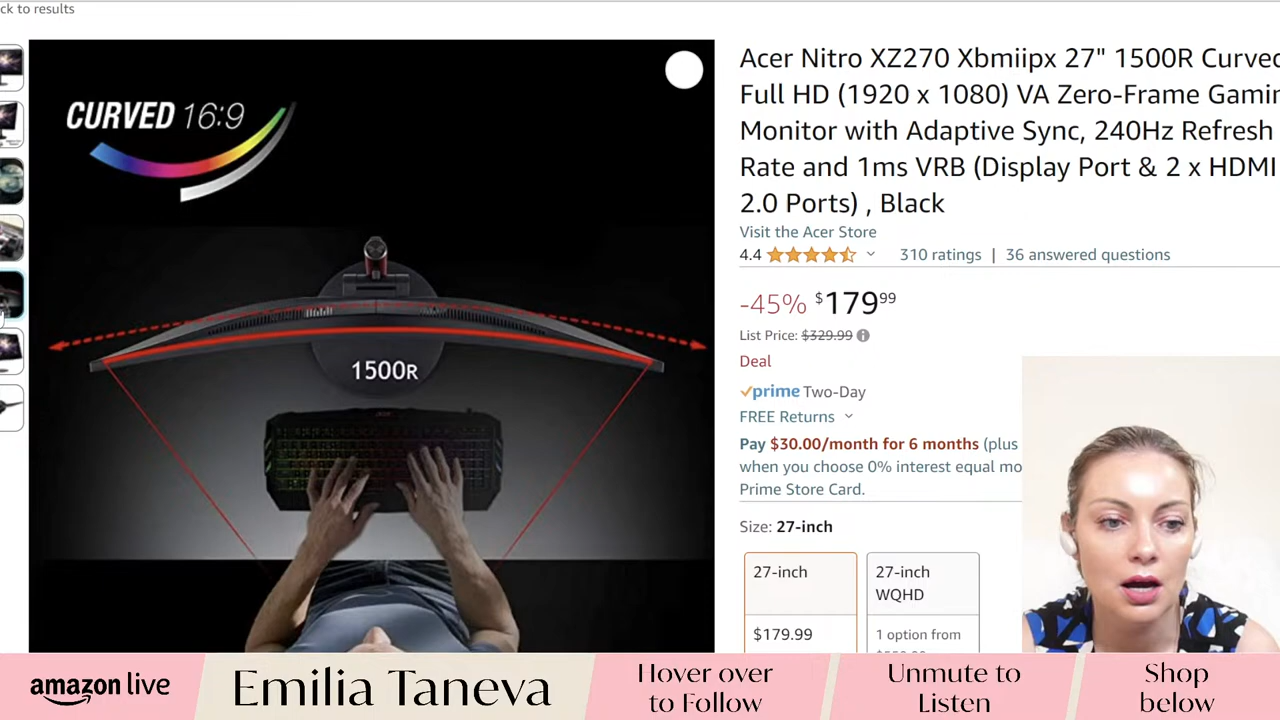 ck to results
CURVED 16:9
1500R
Acer Nitro XZ270 Xbmiipx 27" 1500R Curved
Full HD (1920 x 1080) VA Zero-Frame Gamin
Monitor with Adaptive Sync, 240Hz Refresh
Rate and 1ms VRB (Display Port & 2 x HDMI
2.0 Ports) , Black
Visit the Acer Store
4.4 310 ratings | 36 answered questions
-45% $179.99
List Price: $329.99
Deal
prime Two-Day
FREE Returns
Pay $30.00/month for 6 months (plus
when you choose 0% interest equal mo
Prime Store Card.
Size: 27-inch
27-inch
$179.99
27-inch
WQHD
1 option from
amazon live
Emilia Taneva
Hover over
to Follow
Unmute to
Listen
Shop
below